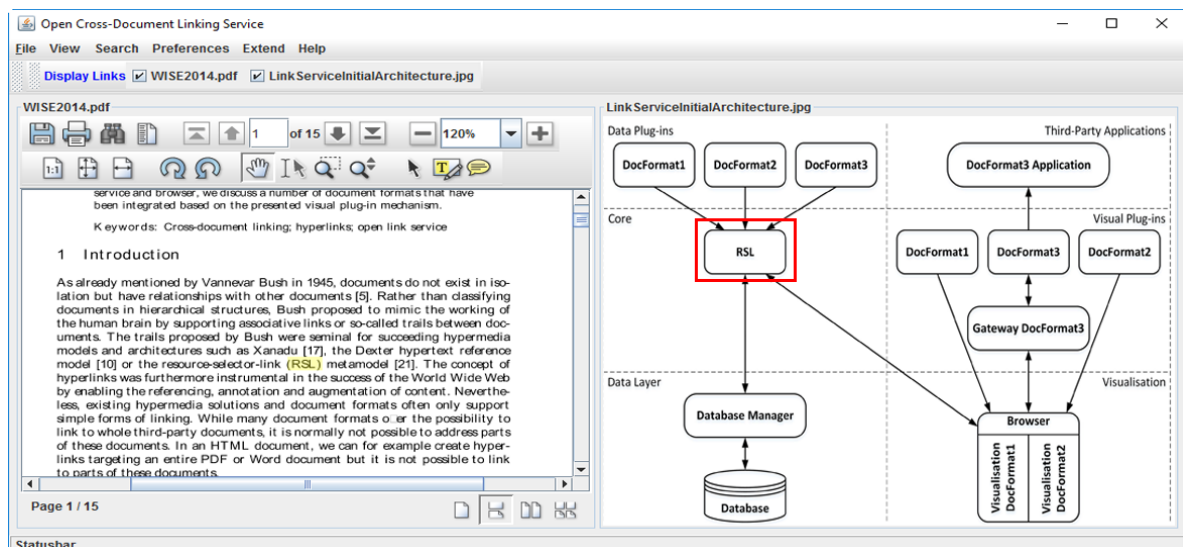 Open Cross-Document Linking Service
File View Search Preferences Extend Help
Display Links WISE2014.pdf LinkServiceInitialArchitecture.jpg
WISE2014.pdf
1 of 15 120%
1:1 T
service and browser, we discuss a number of document formats that have
been integrated based on the presented visual plug-in mechanism.
Keywords: Cross-document linking; hyperlinks; open link service
1 Introduction
As already mentioned by Vannevar Bush in 1945, documents do not exist in iso-
lation but have relationships with other documents [5]. Rather than classifying
documents in hierarchical structures, Bush proposed to mimic the working of
the human brain by supporting associative links or so-called trails between doc-
uments. The trails proposed by Bush were seminal for succeeding hypermedia
models and architectures such as Xanadu [17], the Dexter hypertext reference
model [10] or the resource-selector-link (RSL) metamodel [21]. The concept of
hyperlinks was furthermore instrumental in the success of the World Wide Web
by enabling the referencing, annotation and augmentation of content. Neverthe-
less, existing hypermedia solutions and document formats often only support
simple forms of linking. While many document formats o er the possibility to
link to whole third-party documents, it is normally not possible to address parts
of these documents. In an HTML document, we can for example create hyper-
links targeting an entire PDF or Word document but it is not possible to link
to parts of these documents.
Page 1 / 15
LinkServiceInitialArchitecture.jpg
Data Plug-ins
Third-Party Applications
DocFormat1
DocFormat2
DocFormat3
DocFormat3 Application
Core
Visual Plug-ins
RSL
DocFormat1
DocFormat3
DocFormat2
Gateway DocFormat3
Data Layer
Visualisation
Database Manager
Browser
Visualisation
DocFormat1
Visualisation
DocFormat2
Database
Statusbar